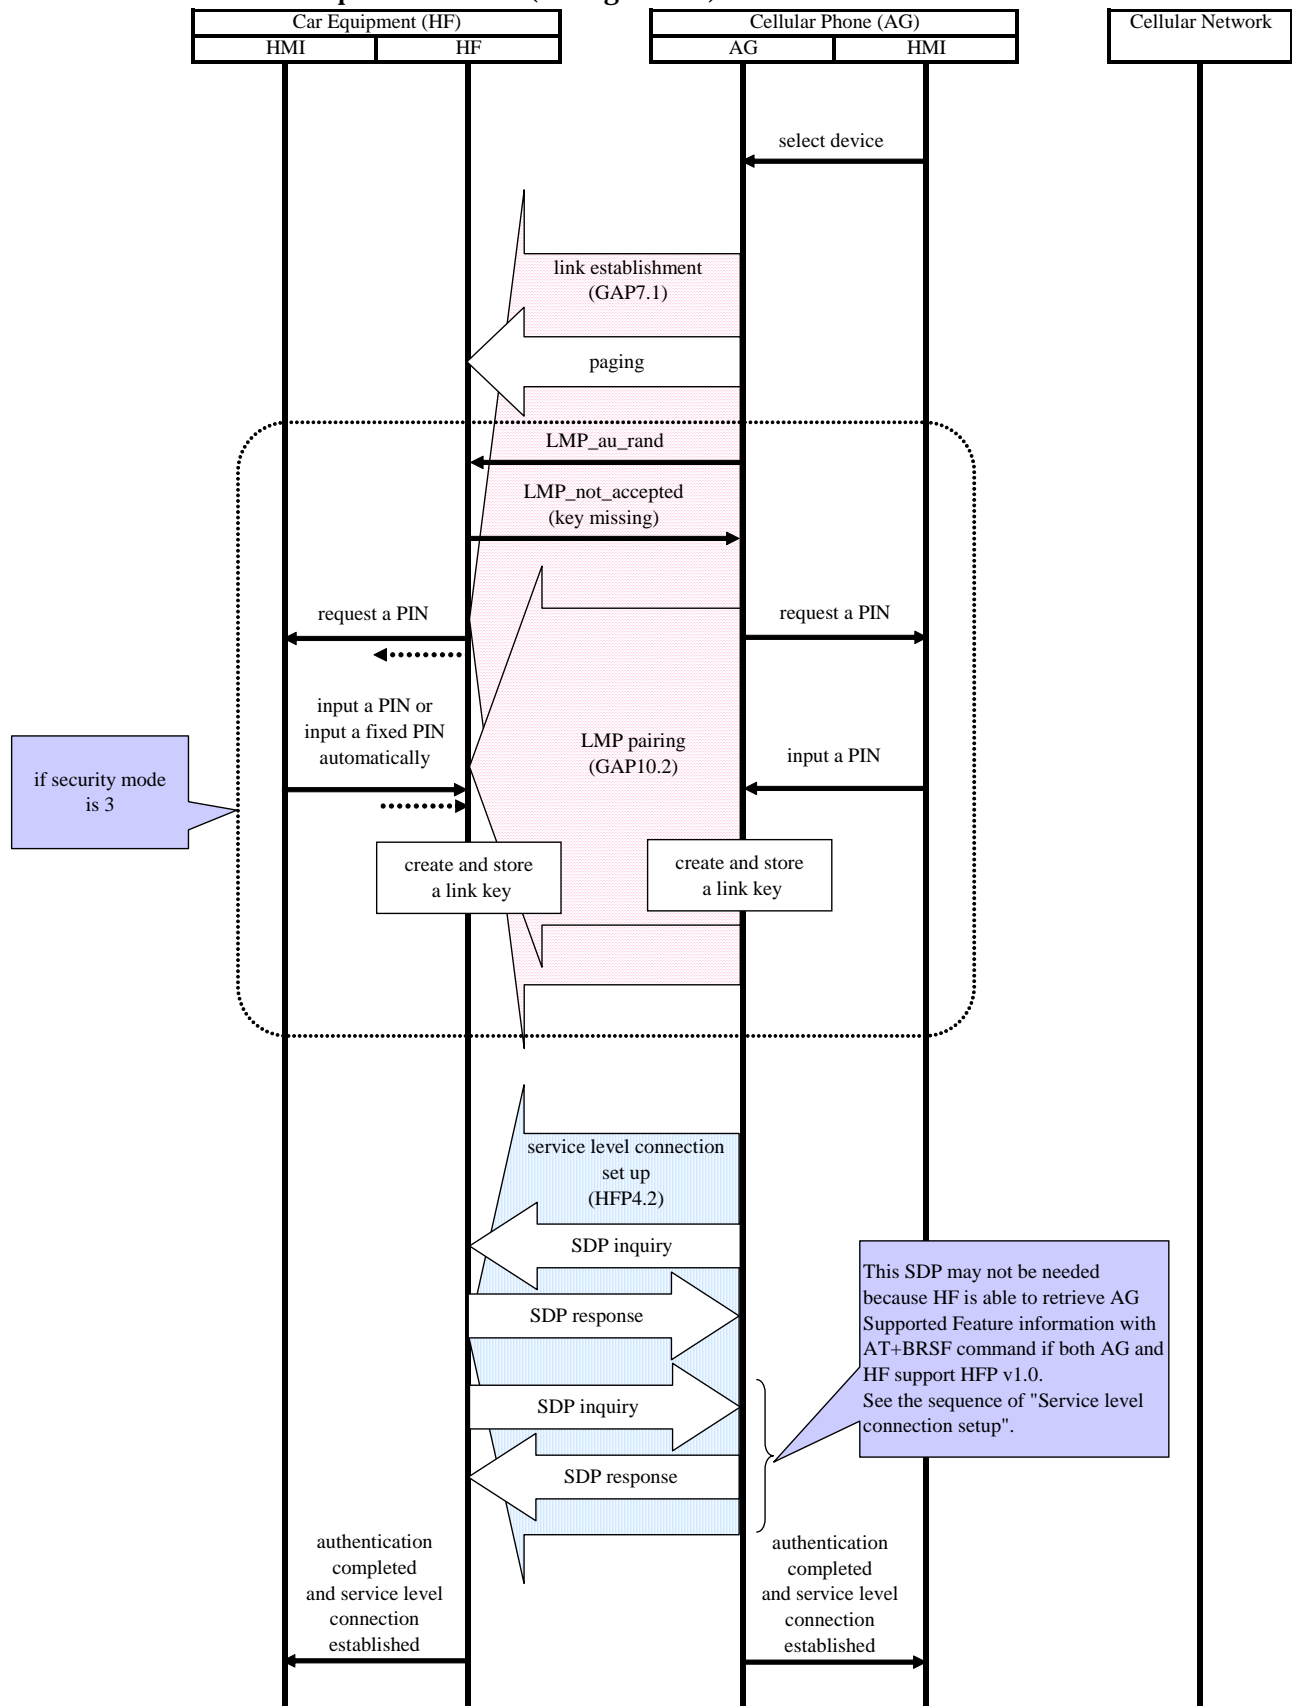 Car Equipment (HF)
Cellular Phone (AG)
Cellular Network
HMI
HF
AG
HMI
select device
link establishment
(GAP7.1)
paging
LMP_au_rand
LMP_not_accepted
(key missing)
request a PIN
request a PIN
input a PIN or
input a fixed PIN
automatically
LMP pairing
(GAP10.2)
input a PIN
if security mode
is 3
create and store
a link key
create and store
a link key
service level connection
set up
(HFP4.2)
SDP inquiry
SDP response
SDP inquiry
SDP response
This SDP may not be needed
because HF is able to retrieve AG
Supported Feature information with
AT+BRSF command if both AG and
HF support HFP v1.0.
See the sequence of "Service level
connection setup".
authentication
completed
and service level
connection
established
authentication
completed
and service level
connection
established